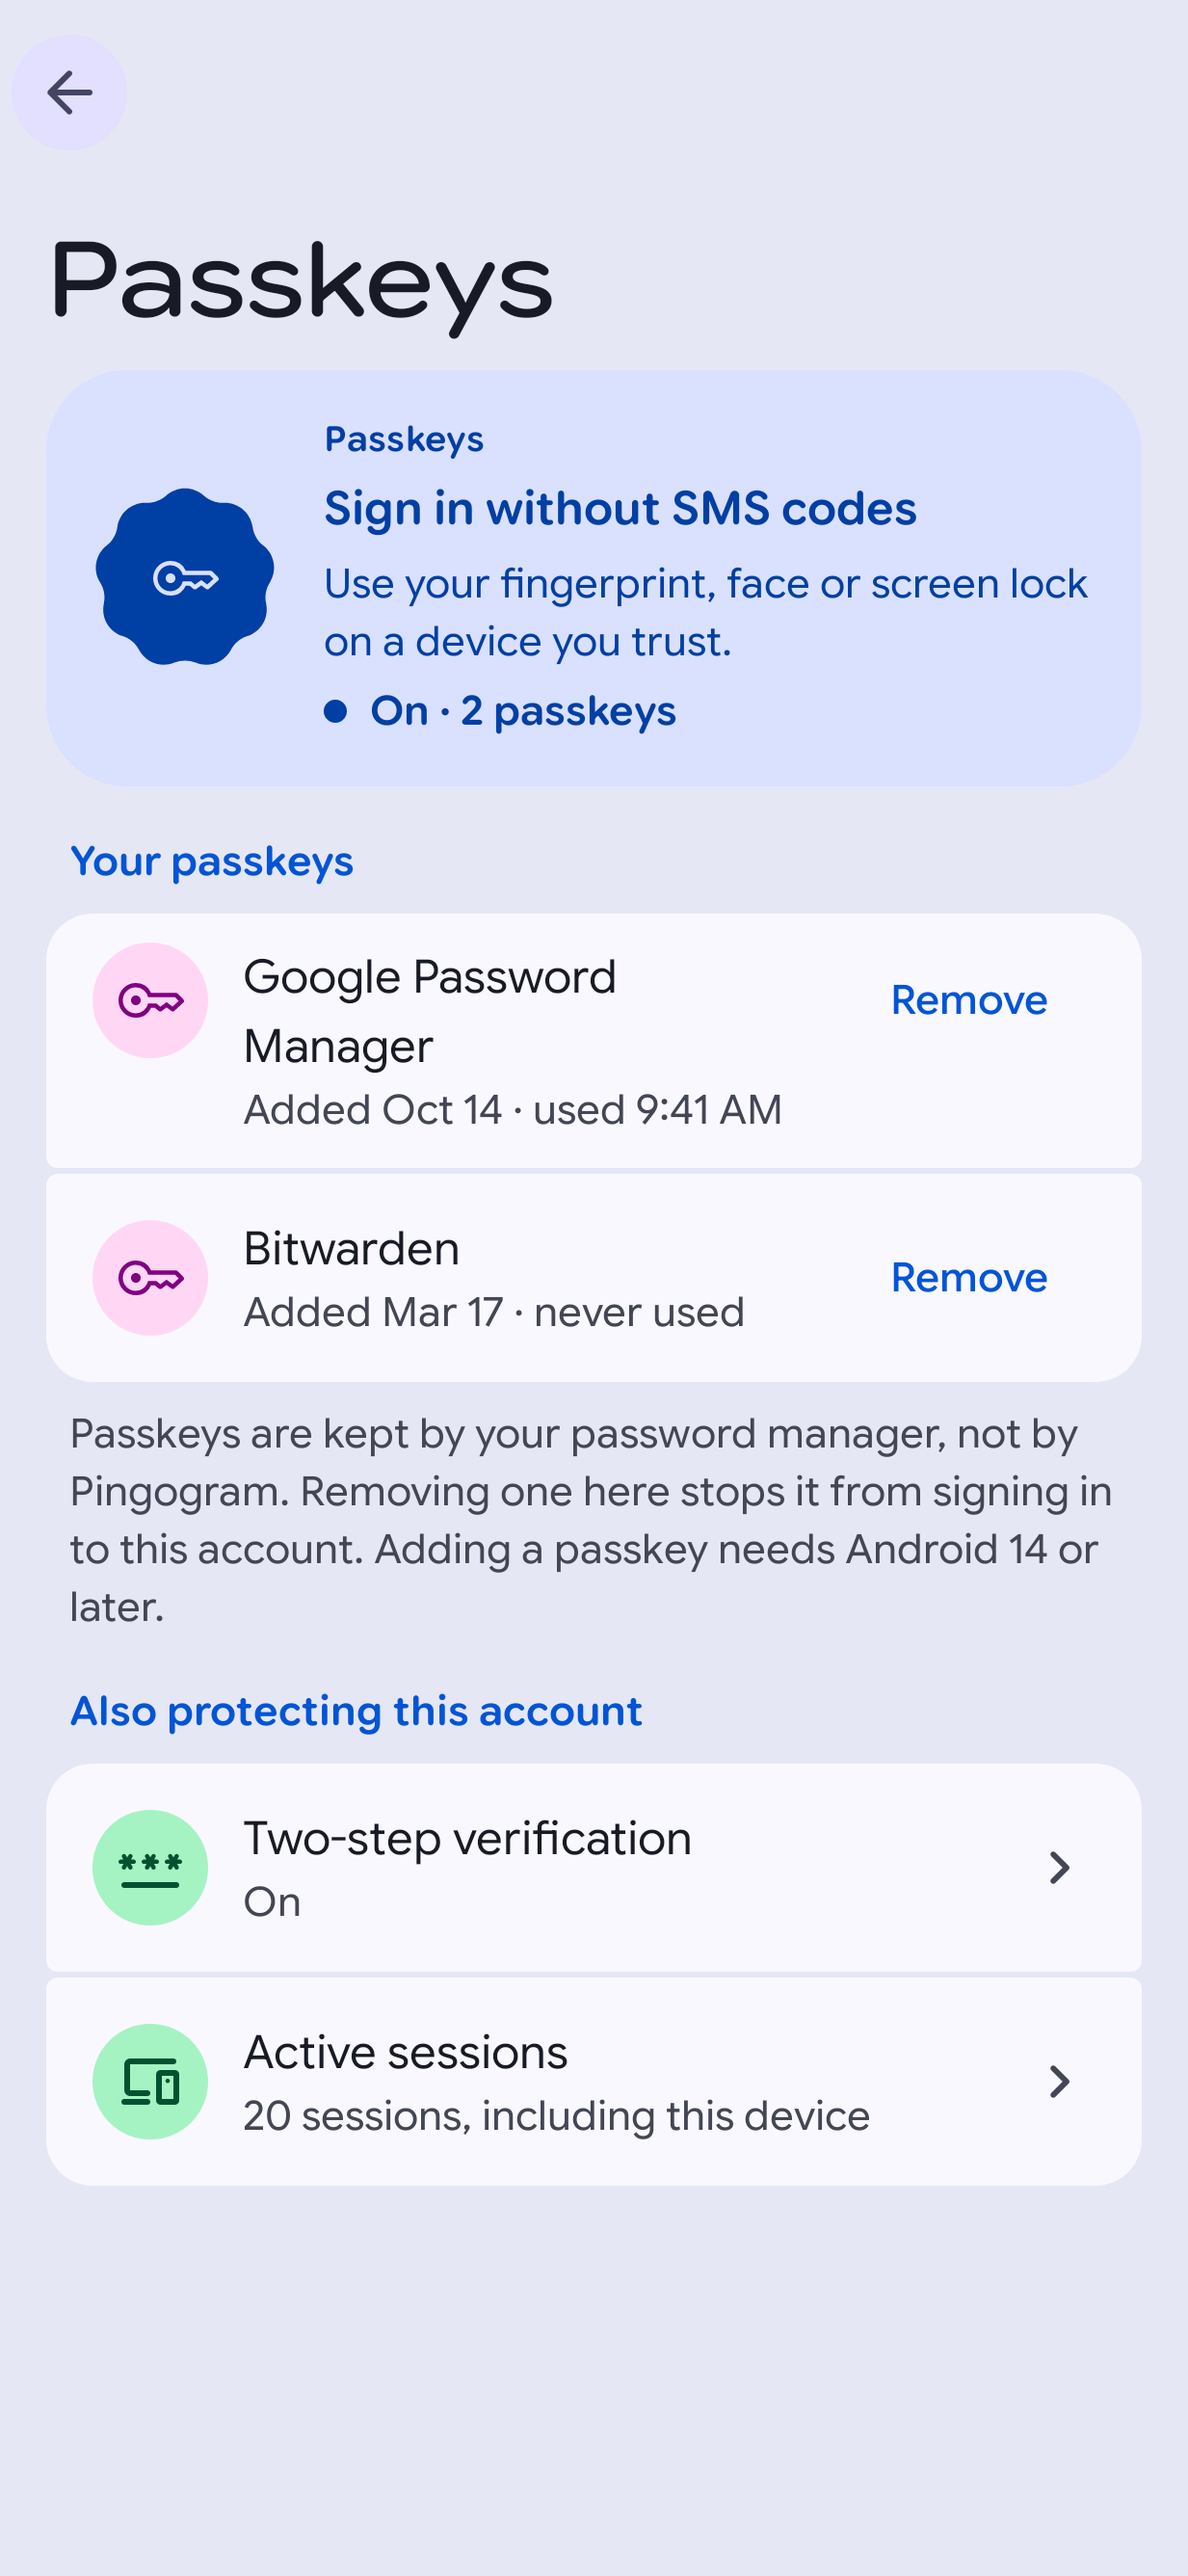 Passkeys
Passkeys
Sign in without SMS codes
Use your fingerprint, face or screen lock
on a device you trust.
On · 2 passkeys
Your passkeys
Google Password
Manager
Added Oct 14 · used 9:41 AM
Remove
Bitwarden
Added Mar 17 · never used
Remove
Passkeys are kept by your password manager, not by
Pingogram. Removing one here stops it from signing in
to this account. Adding a passkey needs Android 14 or
later.
Also protecting this account
Two-step verification
On
Active sessions
20 sessions, including this device